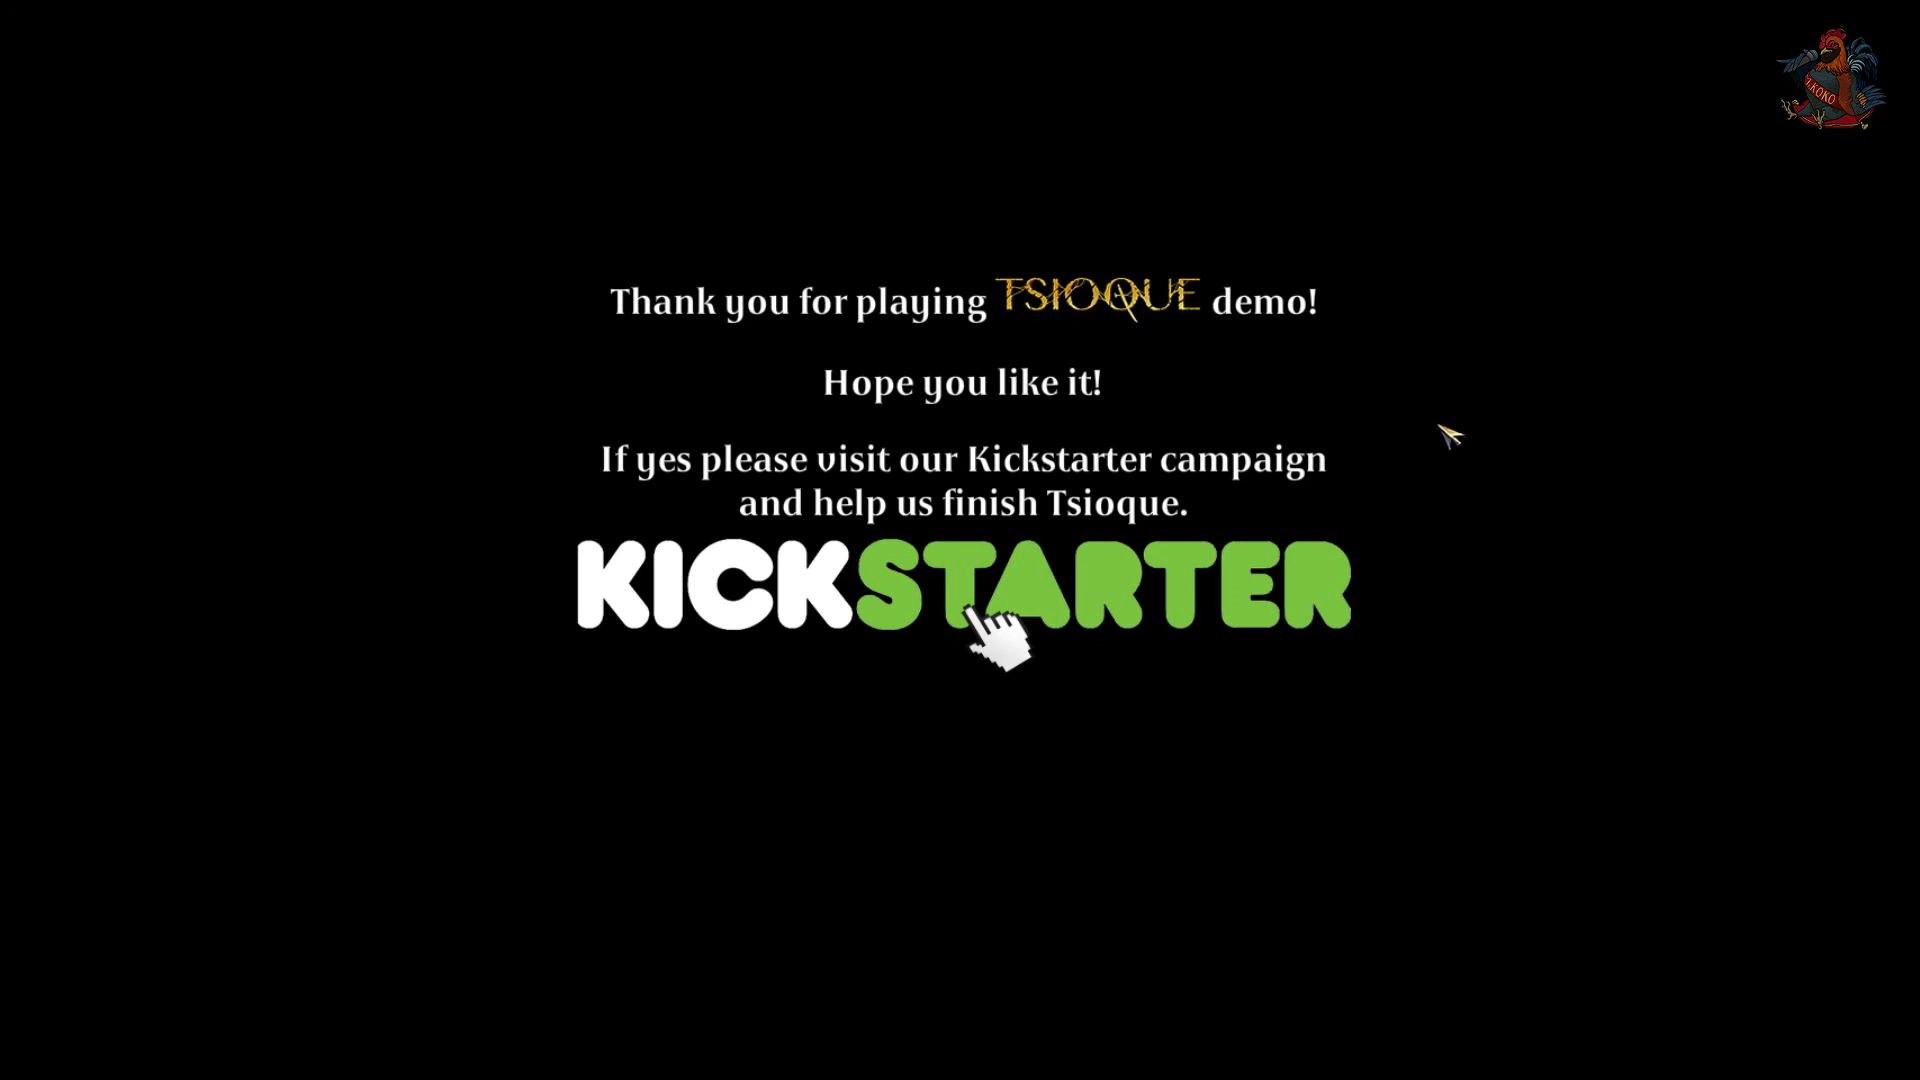 Thank you for playing TSIOQUE demo!
Hope you like it!
If yes please visit our Kickstarter campaign
and help us finish Tsioque.
KICKSTARTER